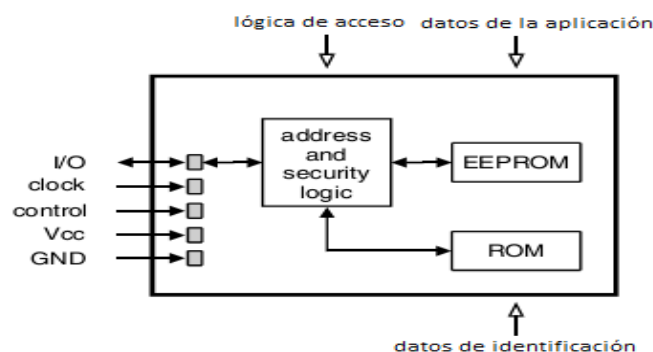 lógica de acceso
datos de la aplicación
I/O
clock
control
Vcc
GND
address
and
security
logic
EEPROM
ROM
datos de identificación